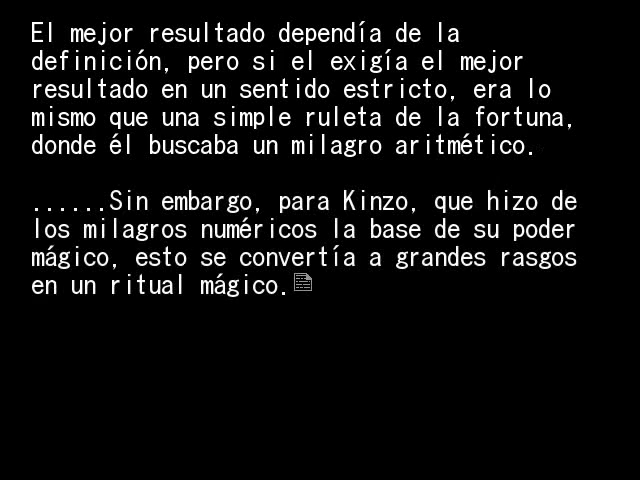 El mejor resultado dependía de la
definición, pero si el exigía el mejor
resultado en un sentido estricto, era lo
mismo que una simple ruleta de la fortuna,
donde él buscaba un milagro aritmético.
......Sin embargo, para Kinzo, que hizo de
los milagros numéricos la base de su poder
mágico, esto se convertía a grandes rasgos
en un ritual mágico.